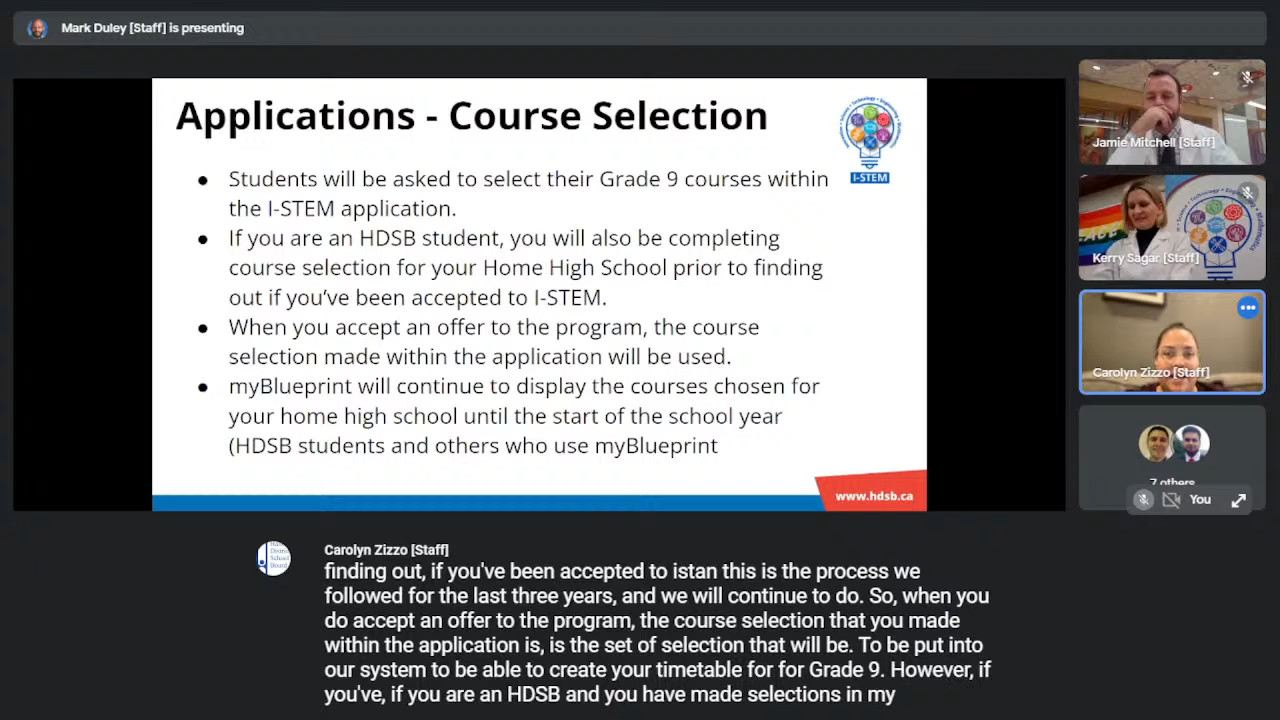 Mark Duley [Staff] is presenting
Applications - Course Selection
I-STEM
Students will be asked to select their Grade 9 courses within
the I-STEM application.
If you are an HDSB student, you will also be completing
course selection for your Home High School prior to finding
out if you've been accepted to I-STEM.
When you accept an offer to the program, the course
selection made within the application will be used.
myBlueprint will continue to display the courses chosen for
your home high school until the start of the school year
(HDSB students and others who use myBlueprint
www.hdsb.ca
Jamie Mitchell [Staff]
Kerry Sagar [Staff]
Carolyn Zizzo [Staff]
7 others
You
Carolyn Zizzo [Staff]
finding out, if you've been accepted to istan this is the process we
followed for the last three years, and we will continue to do. So, when you
do accept an offer to the program, the course selection that you made
within the application is, is the set of selection that will be. To be put into
our system to be able to create your timetable for for Grade 9. However, if
you've, if you are an HDSB and you have made selections in my